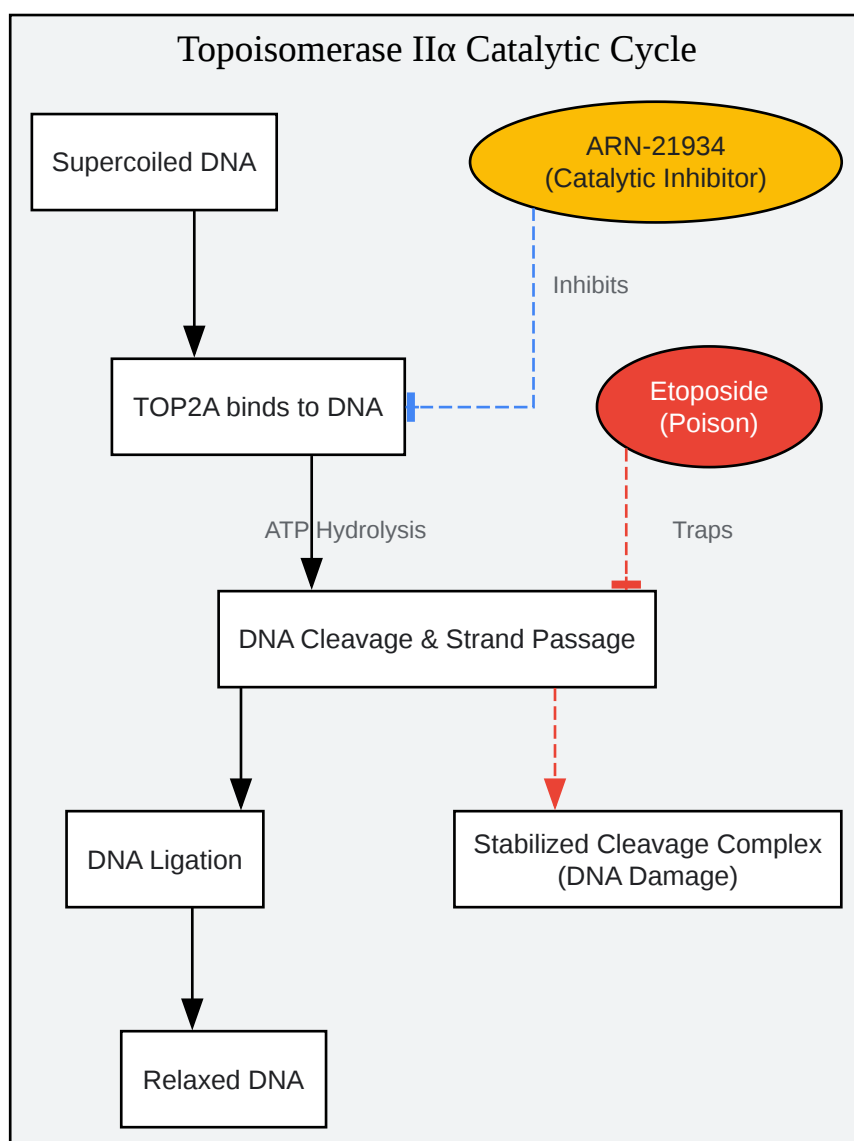 Topoisomerase IIα Catalytic Cycle
Supercoiled DNA
ARN-21934
(Catalytic Inhibitor)
Inhibits
TOP2A binds to DNA
Etoposide
(Poison)
ATP Hydrolysis
Traps
DNA Cleavage & Strand Passage
DNA Ligation
Stabilized Cleavage Complex
(DNA Damage)
Relaxed DNA